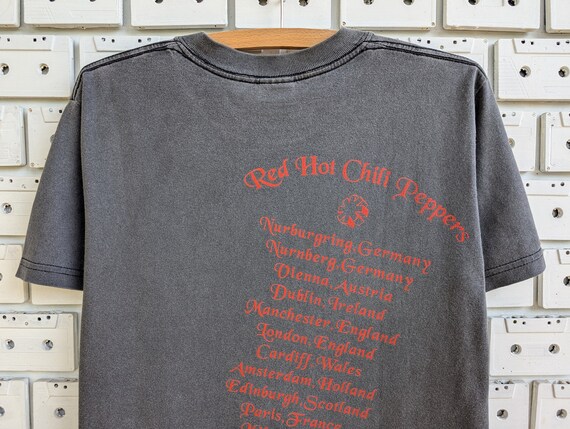 Red Hot Chili Peppers
Nurburgring, Germany
Nurnberg, Germany
Vienna, Austria
Dublin, Ireland
Manchester, England
London, England
Cardiff, Wales
Amsterdam, Holland
Edinburgh, Scotland
Paris, France